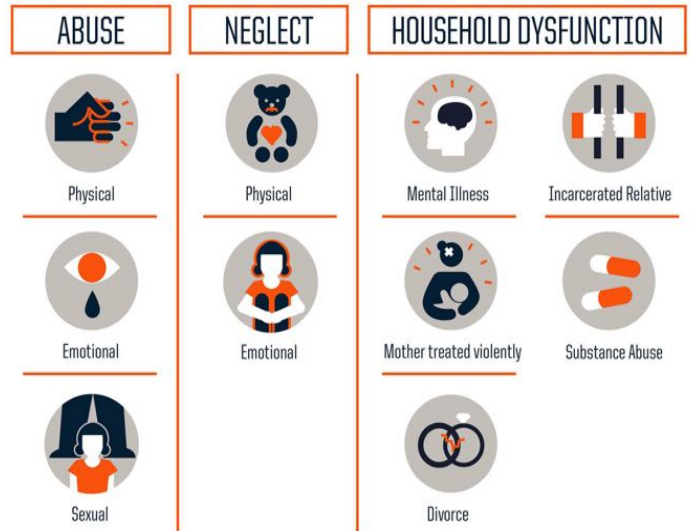 ABUSE
Physical
Emotional
Sexual
NEGLECT
Physical
Emotional
HOUSEHOLD DYSFUNCTION
Mental Illness
Incarcerated Relative
Mother treated violently
Substance Abuse
Divorce